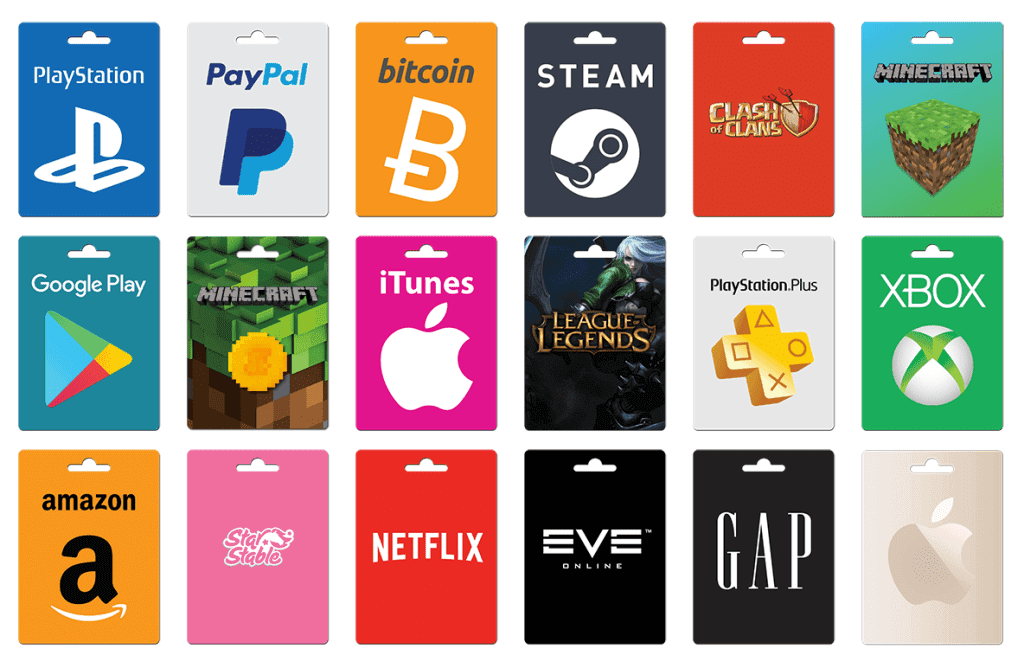 PlayStation
PayPal
bitcoin
STEAM
CLASH
of CLANS
MINECRAFT
Google Play
MINECRAFT
iTunes
LEAGUE OF
LEGENDS
PlayStation.Plus
XBOX
amazon
a
Star
Stable
NETFLIX
EVE™
ONLINE
GAP